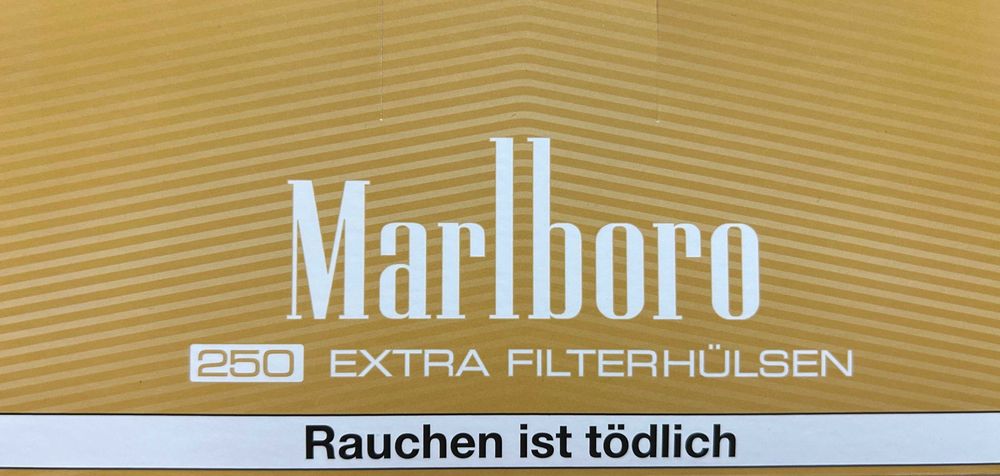 Marlboro
250 EXTRA FILTERHÜLSEN
Rauchen ist tödlich